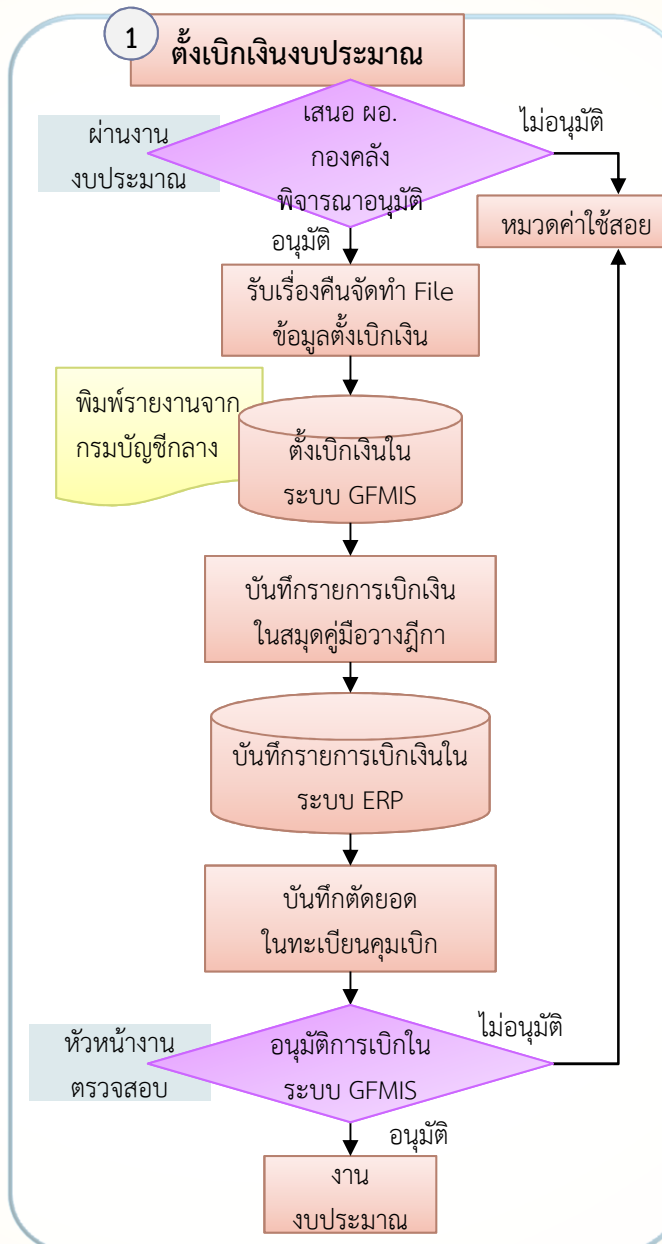 1
ตั้งเบิกเงินงบประมาณ
ผ่านงาน
งบประมาณ
เสนอ ผอ.
กองคลัง
พิจารณาอนุมัติ
ไม่อนุมัติ
หมวดค่าใช้สอย
อนุมัติ
รับเรื่องคืนจัดทำ File
ข้อมูลตั้งเบิกเงิน
พิมพ์รายงานจาก
กรมบัญชีกลาง
ตั้งเบิกเงินใน
ระบบ GFMIS
บันทึกรายการเบิกเงิน
ในสมุดคู่มือวางฎีกา
บันทึกรายการเบิกเงินใน
ระบบ ERP
บันทึกตัดยอด
ในทะเบียนคุมเบิก
หัวหน้างาน
ตรวจสอบ
อนุมัติการเบิกใน
ระบบ GFMIS
ไม่อนุมัติ
อนุมัติ
งาน
งบประมาณ